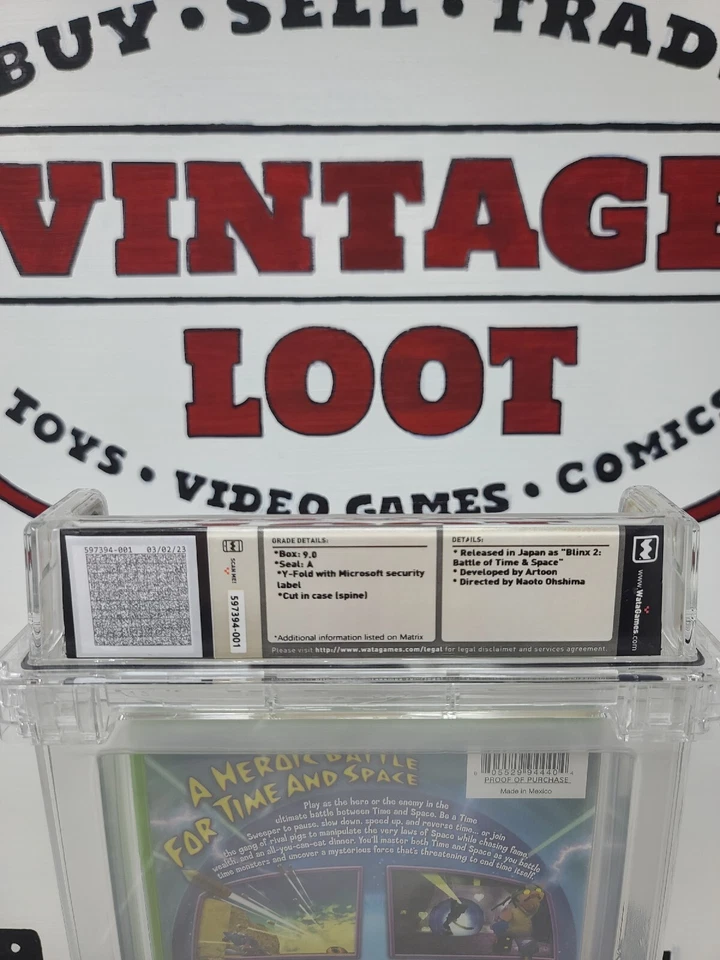 BUY • SELL • TRADE
VINTAGE
LOOT
TOYS • VIDEO GAMES • COMICS
597394-001 03/02/23
SCAN ME!
597394-001
GRADE DETAILS:
*Box: 9.0
*Seal: A
*Y-Fold with Microsoft security
label
*Cut in case (spine)
*Additional information listed on Matrix
DETAILS:
* Released in Japan as "Blinx 2:
Battle of Time & Space"
* Developed by Artoon
* Directed by Naoto Ohshima
Please visit http://www.watagames.com/legal for legal disclaimer and services agreement.
www.WataGames.com
A HEROIC BATTLE
FOR TIME AND SPACE
Play as the hero or the enemy in the
ultimate battle between Time and Space. Be a Time
Sweeper to pause, slow down, speed up, and reverse time... or join
the gang of rival pigs to manipulate the very laws of Space while chasing fame,
wealth, and an all-you-can-eat dinner. You'll master both Time and Space as you battle
time monsters and uncover a mysterious force that's threatening to end time itself.
05529 94440
PROOF OF PURCHASE
Made in Mexico